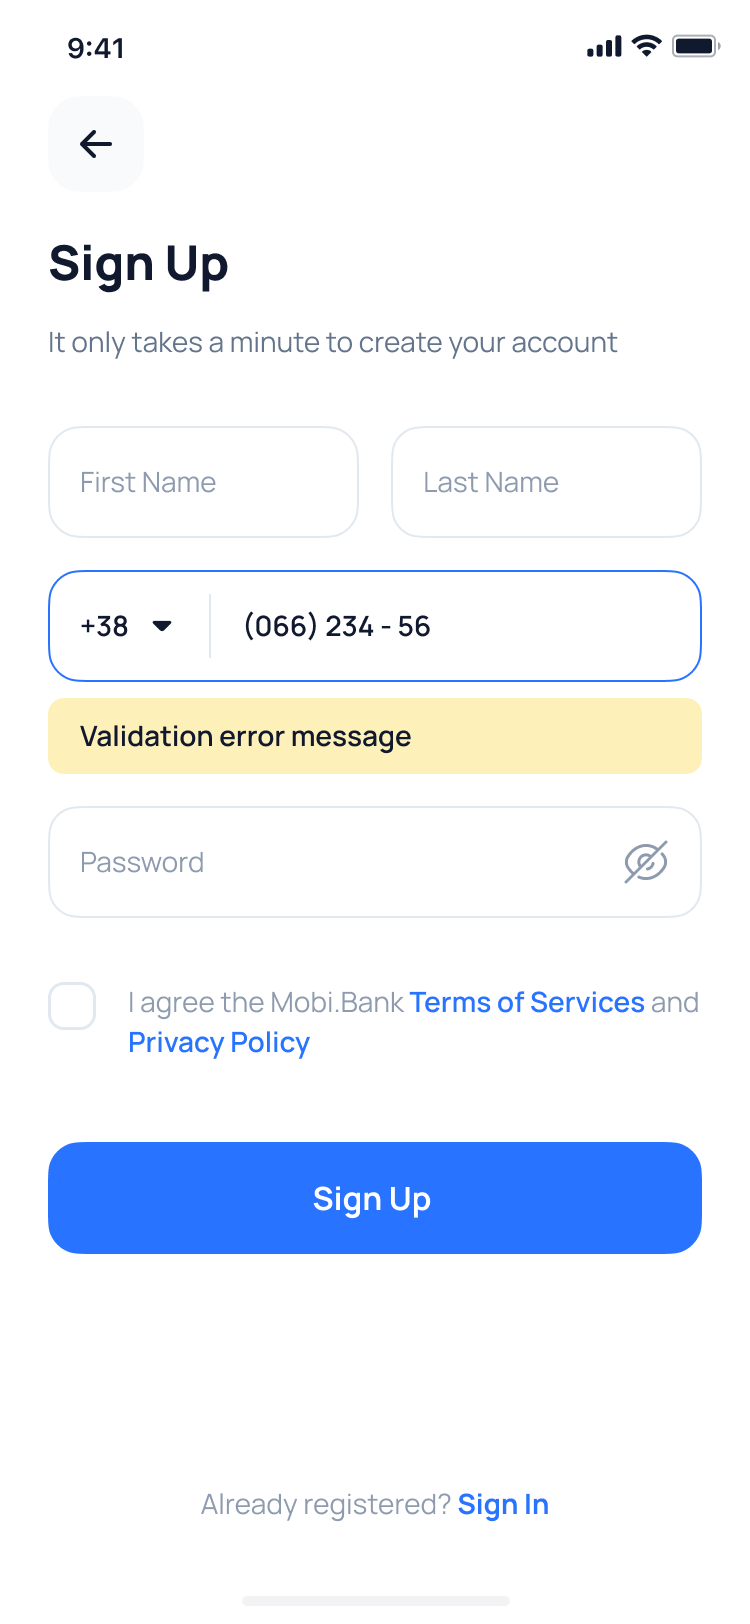 9:41
Sign Up
It only takes a minute to create your account
First Name
Last Name
+38
(066) 234 - 56
Validation error message
Password
I agree the Mobi.Bank Terms of Services and
Privacy Policy
Sign Up
Already registered? Sign In